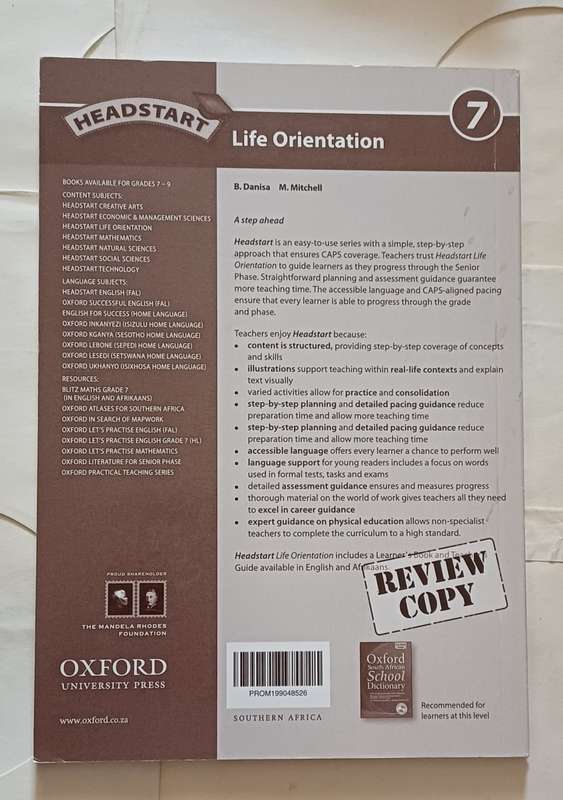 HEADSTART
7
Life Orientation
BOOKS AVAILABLE FOR GRADES 7 – 9
CONTENT SUBJECTS:
HEADSTART CREATIVE ARTS
HEADSTART ECONOMIC & MANAGEMENT SCIENCES
HEADSTART LIFE ORIENTATION
HEADSTART MATHEMATICS
HEADSTART NATURAL SCIENCES
HEADSTART SOCIAL SCIENCES
HEADSTART TECHNOLOGY
LANGUAGE SUBJECTS:
HEADSTART ENGLISH (FAL)
OXFORD SUCCESSFUL ENGLISH (FAL)
ENGLISH FOR SUCCESS (HOME LANGUAGE)
OXFORD INKANYEZI (ISIZULU HOME LANGUAGE)
OXFORD KGANYA (SESOTHO HOME LANGUAGE)
OXFORD LEBONE (SEPEDI HOME LANGUAGE)
OXFORD LESEDI (SETSWANA HOME LANGUAGE)
OXFORD UKHANYO (ISIXHOSA HOME LANGUAGE)
RESOURCES:
BLITZ MATHS GRADE 7
(IN ENGLISH AND AFRIKAANS)
OXFORD ATLASES FOR SOUTHERN AFRICA
OXFORD IN SEARCH OF MAPWORK
OXFORD LET'S PRACTISE ENGLISH (FAL)
OXFORD LET'S PRACTISE ENGLISH GRADE 7 (HL)
OXFORD LET'S PRACTISE MATHEMATICS
OXFORD LITERATURE FOR SENIOR PHASE
OXFORD PRACTICAL TEACHING SERIES
PROUD SHAREHOLDER
THE MANDELA RHODES
FOUNDATION
OXFORD
UNIVERSITY PRESS
www.oxford.co.za
B. Danisa M. Mitchell
A step ahead
Headstart is an easy-to-use series with a simple, step-by-step
approach that ensures CAPS coverage. Teachers trust Headstart Life
Orientation to guide learners as they progress through the Senior
Phase. Straightforward planning and assessment guidance guarantee
more teaching time. The accessible language and CAPS-aligned pacing
ensure that every learner is able to progress through the grade
and phase.
Teachers enjoy Headstart because:
• content is structured, providing step-by-step coverage of concepts
and skills
• illustrations support teaching within real-life contexts and explain
text visually
• varied activities allow for practice and consolidation
• step-by-step planning and detailed pacing guidance reduce
preparation time and allow more teaching time
• step-by-step planning and detailed pacing guidance reduce
preparation time and allow more teaching time
• accessible language offers every learner a chance to perform well
• language support for young readers includes a focus on words
used in formal tests, tasks and exams
• detailed assessment guidance ensures and measures progress
• thorough material on the world of work gives teachers all they need
to excel in career guidance
• expert guidance on physical education allows non-specialist
teachers to complete the curriculum to a high standard.
Headstart Life Orientation includes a Learner's Book and Teacher's
Guide available in English and Afrikaans.
REVIEW
COPY
PROM199048526
SOUTHERN AFRICA
Oxford
South African
School
Dictionary
Recommended for
learners at this level